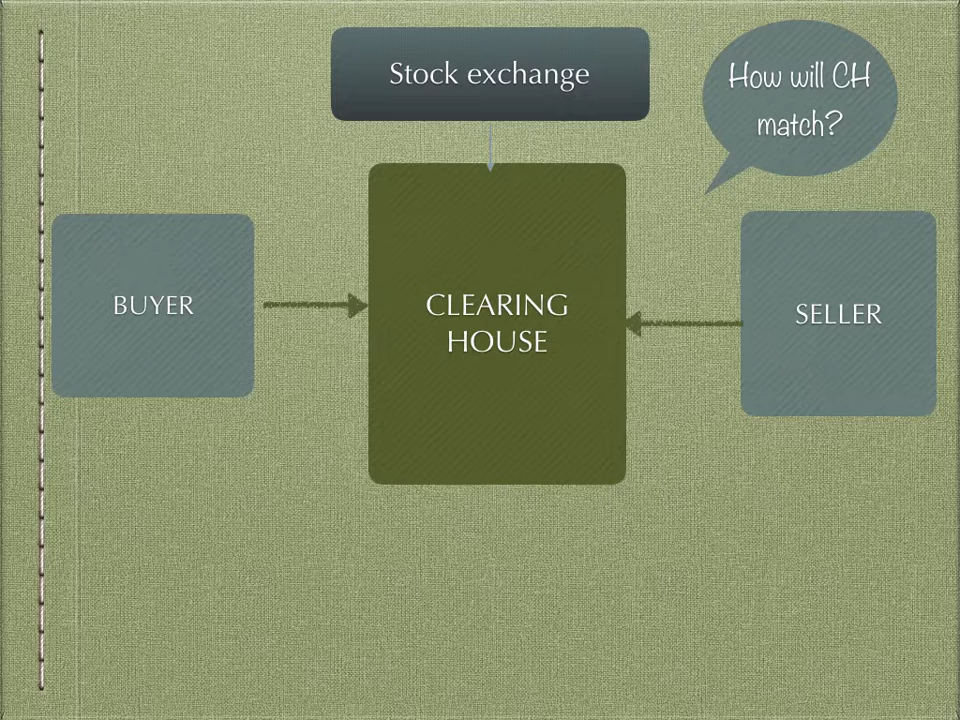 Stock exchange
How will CH
match?
BUYER
CLEARING
HOUSE
SELLER